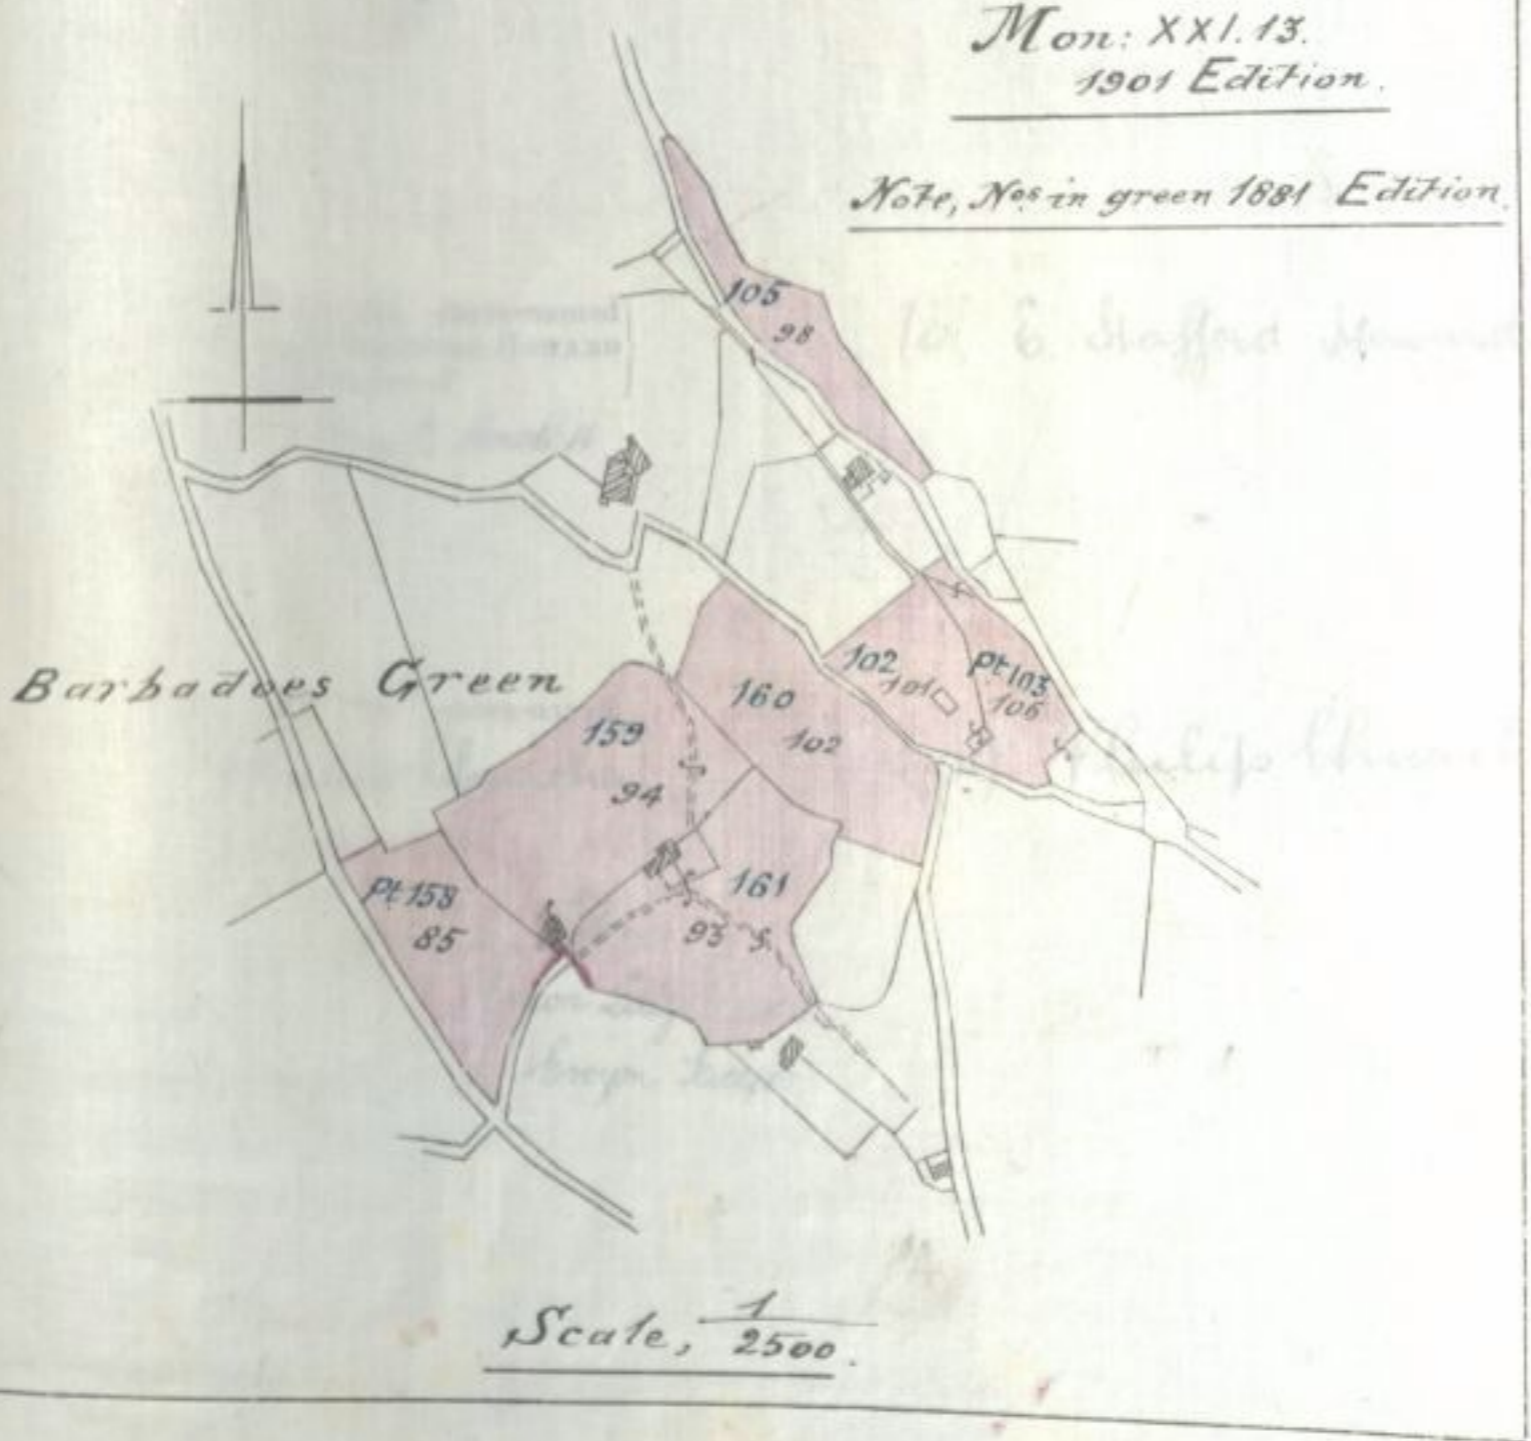 Mon: XXI.13.
1901 Edition.
Note, Nos. in green 1881 Edition.
105
98
Barbadoes Green
102
101
Pt 103
106
160
102
159
94
161
93
Pt 158
85
Scale, 1/2500.